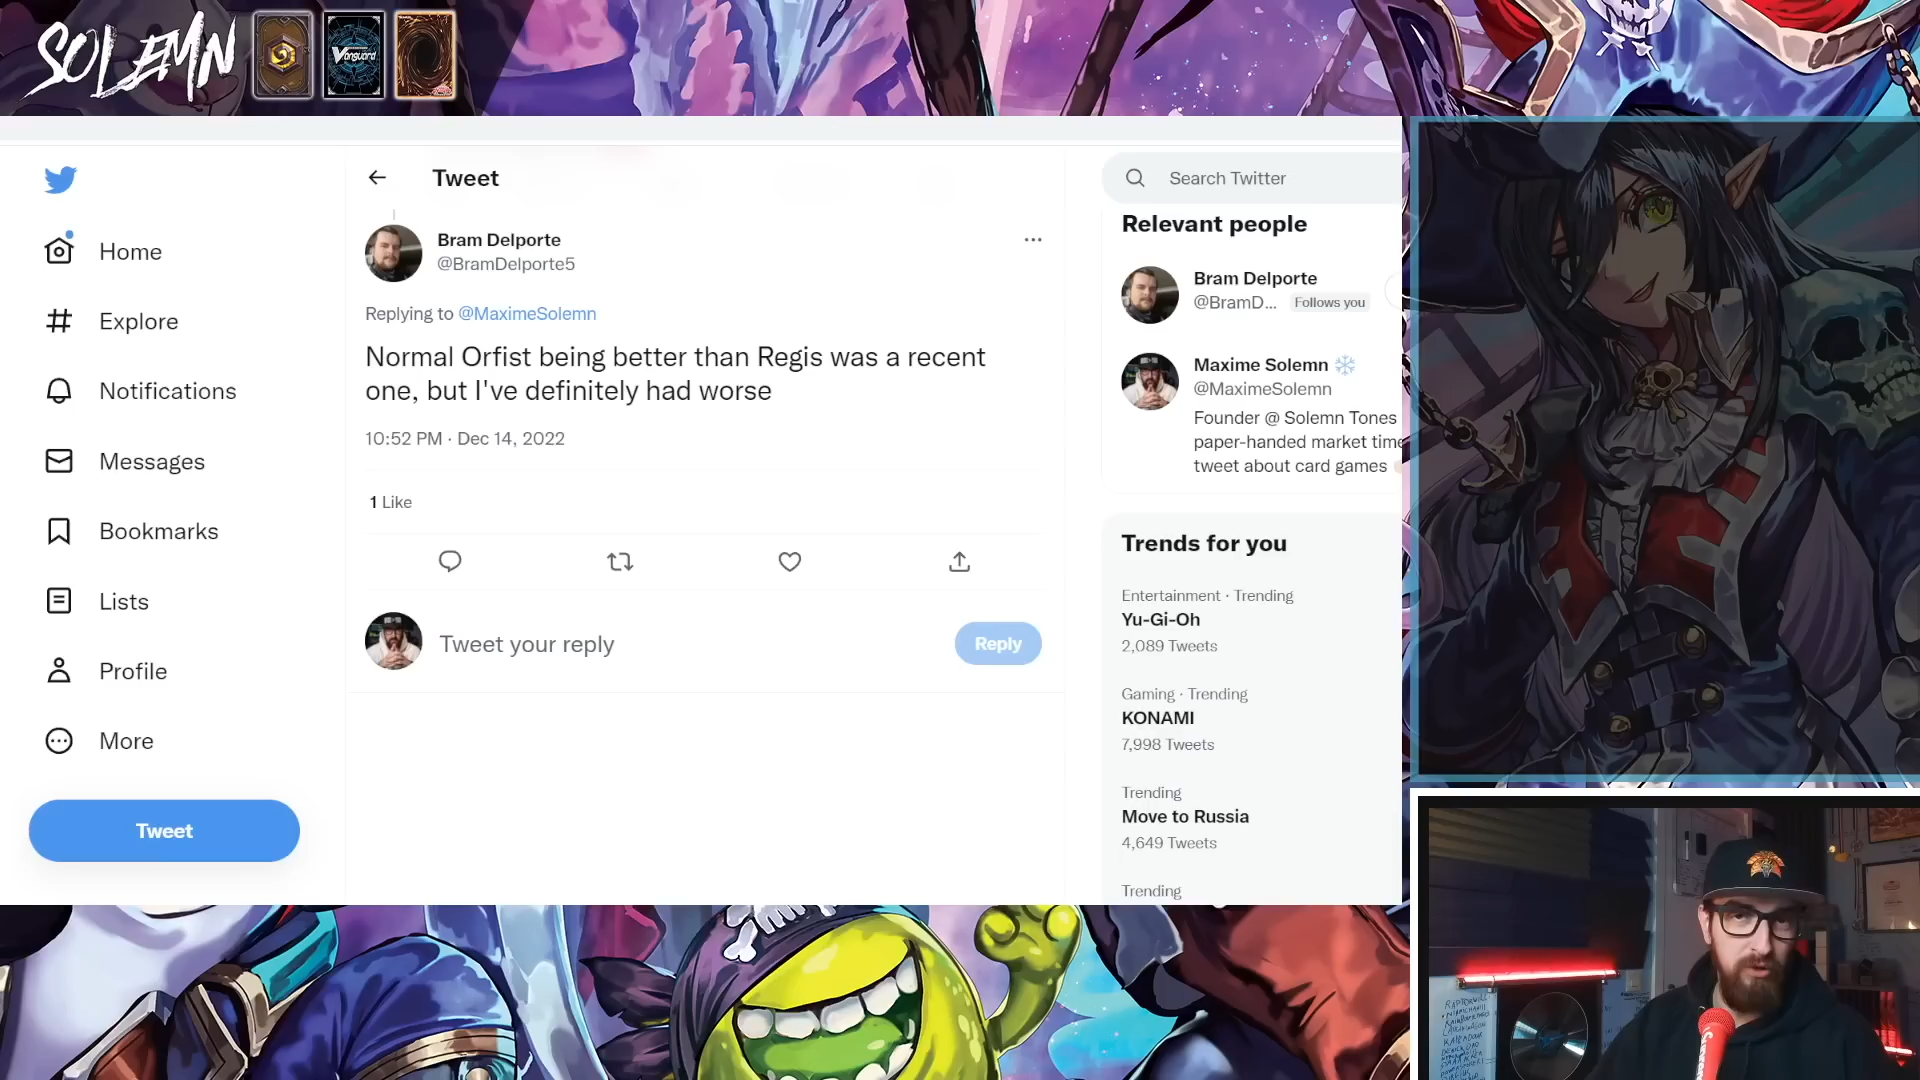 SOLEMN
Vanguard
Home
Explore
Notifications
Messages
Bookmarks
Lists
Profile
More
Tweet
Tweet
Bram Delporte
@BramDelporte5
Replying to @MaximeSolemn
Normal Orfist being better than Regis was a recent
one, but I've definitely had worse
10:52 PM · Dec 14, 2022
1 Like
Tweet your reply
Reply
Search Twitter
Relevant people
Bram Delporte
@BramD... Follows you
Maxime Solemn
@MaximeSolemn
Founder @ Solemn Tones
paper-handed market time
tweet about card games
Trends for you
Entertainment · Trending
Yu-Gi-Oh
2,089 Tweets
Gaming · Trending
KONAMI
7,998 Tweets
Trending
Move to Russia
4,649 Tweets
Trending